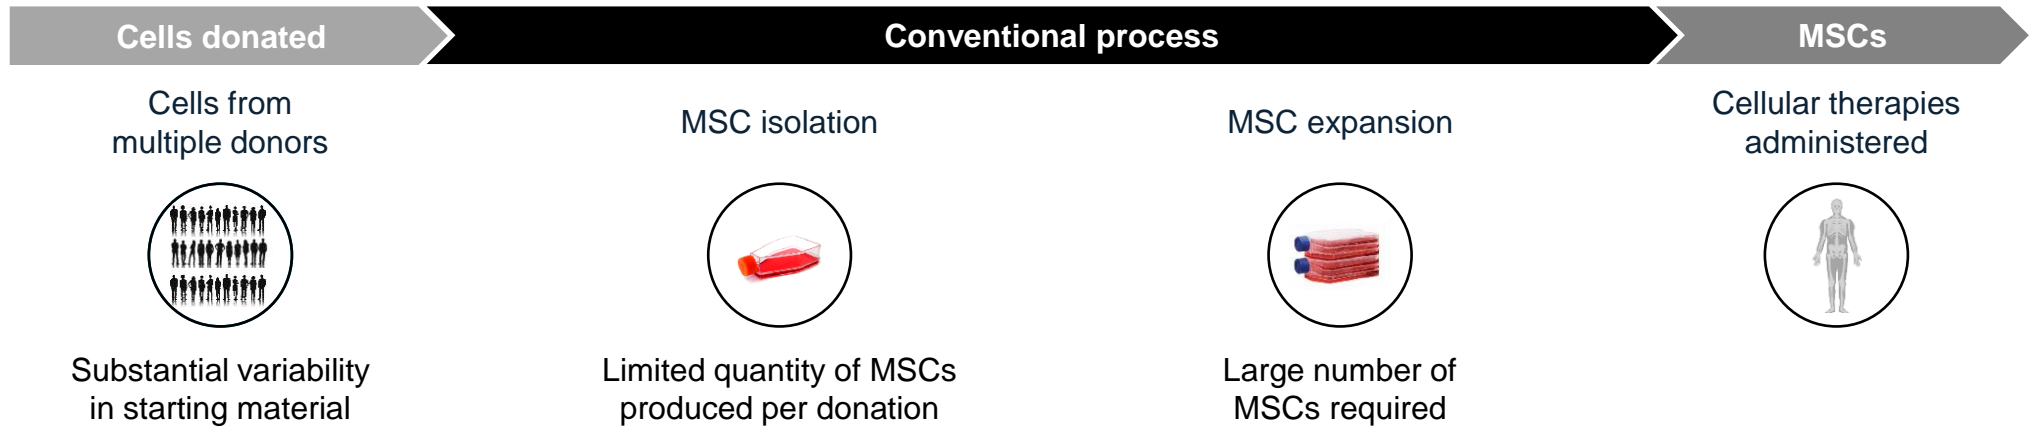 Cells donated
Conventional process
MSCs
Cells from
multiple donors
MSC isolation
MSC expansion
Cellular therapies
administered
Substantial variability
in starting material
Limited quantity of MSCs
produced per donation
Large number of
MSCs required